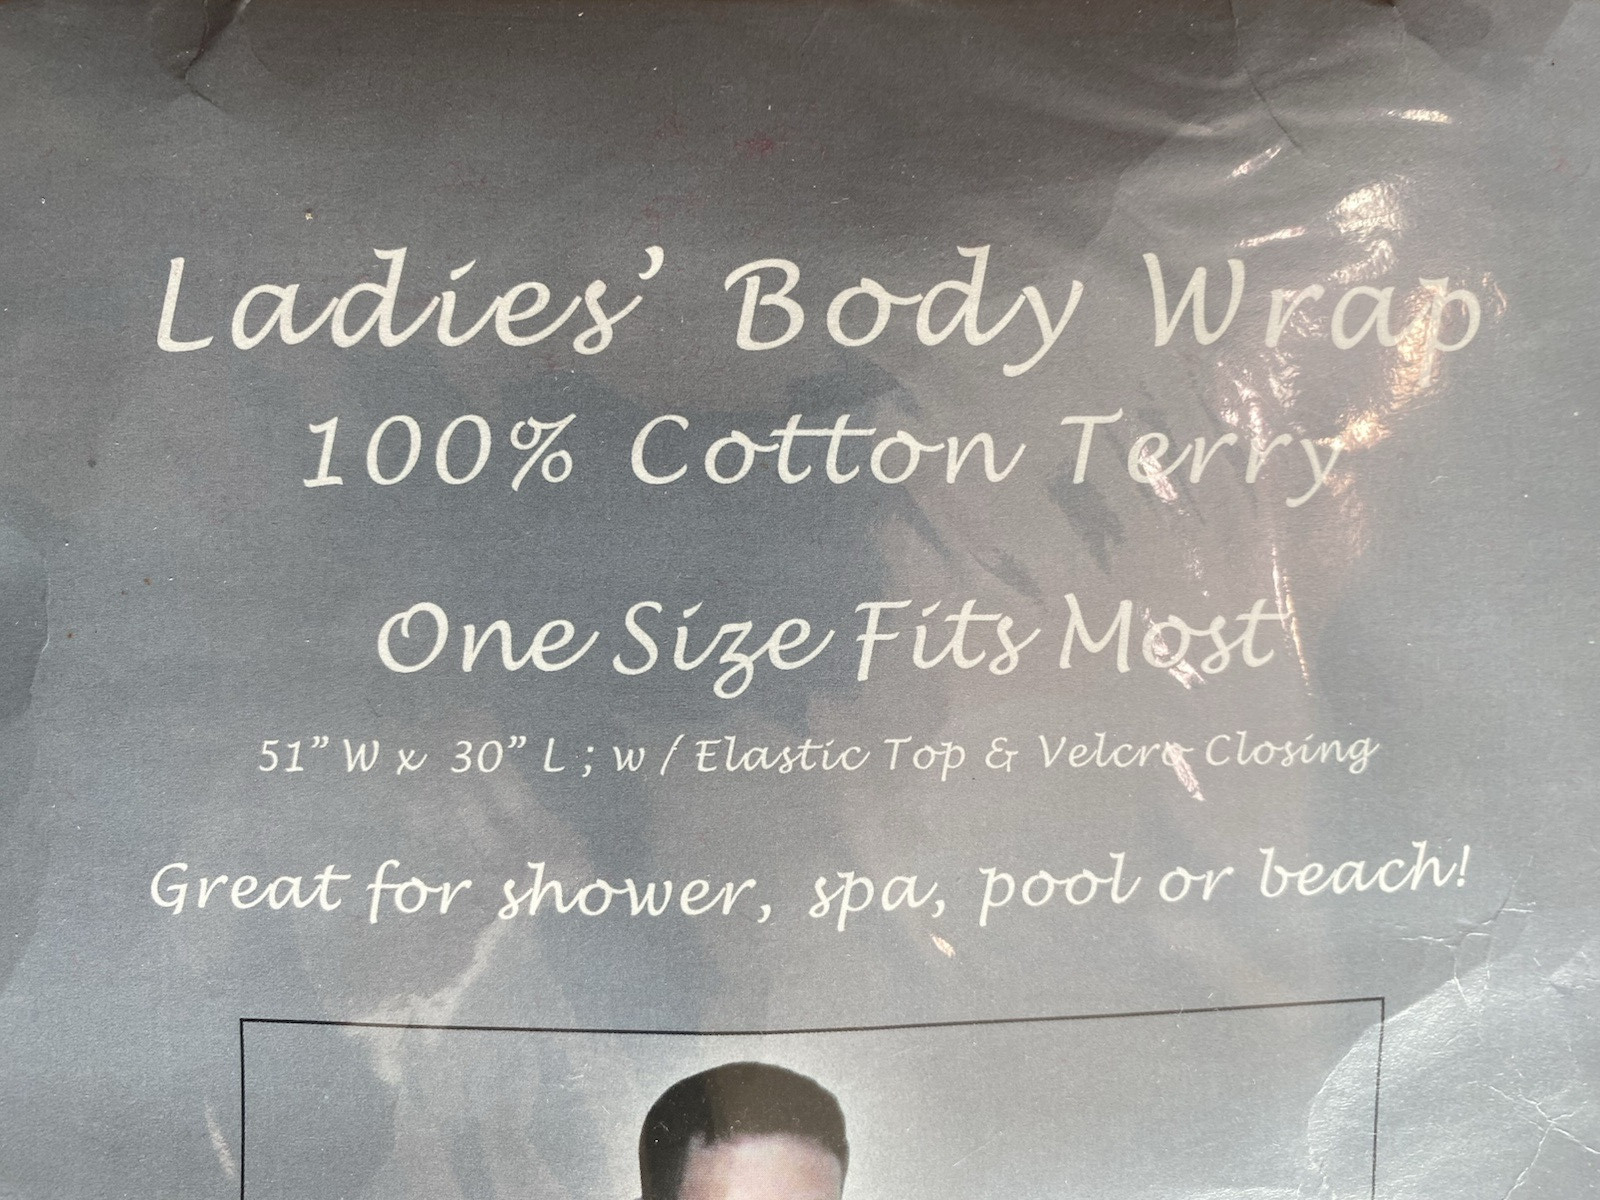 Ladies’ Body Wrap
100% Cotton Terry
One Size Fits Most
51” W x 30” L ; w / Elastic Top & Velcro Closing
Great for shower, spa, pool or beach!